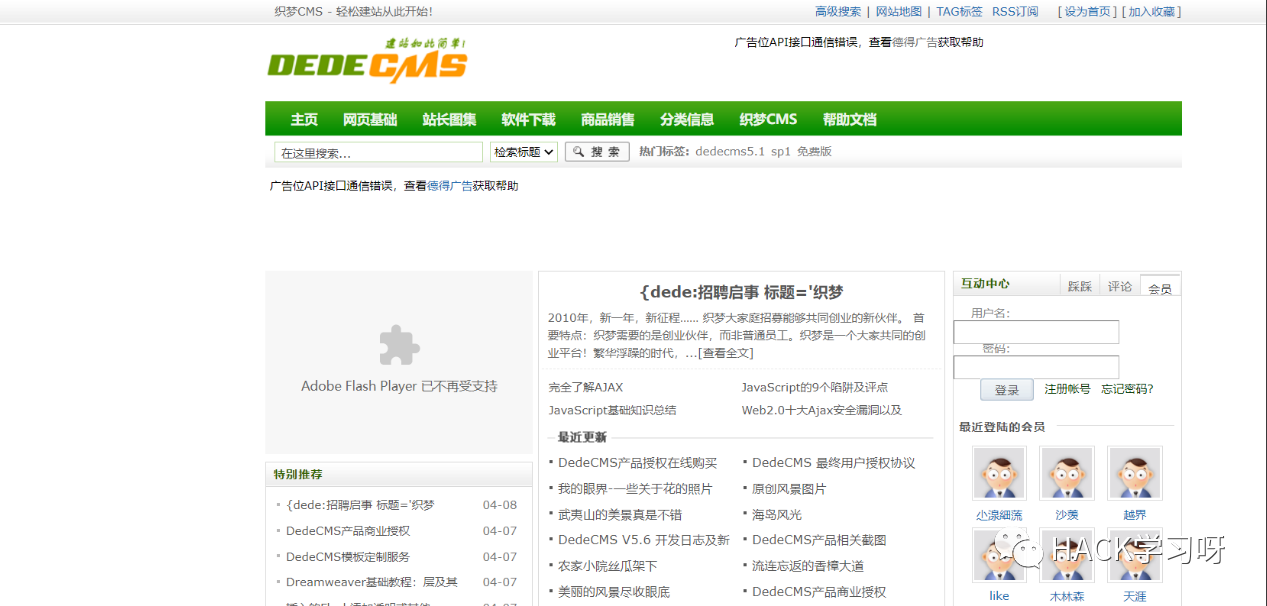 织梦CMS - 轻松建站从此开始！
高级搜索 | 网站地图 | TAG标签 RSS订阅 [设为首页] [加入收藏]
建站如此简单!
DEDECMS
广告位API接口通信错误，查看德得广告获取帮助
主页 网页基础 站长图集 软件下载 商品销售 分类信息 织梦CMS 帮助文档
在这里搜索... 检索标题 搜 索 热门标签: dedecms5.1 sp1 免费版
广告位API接口通信错误，查看德得广告获取帮助
Adobe Flash Player 已不再受支持
特别推荐
{dede:招聘启事 标题='织梦 04-08
DedeCMS产品商业授权 04-07
DedeCMS模板定制服务 04-07
Dreamweaver基础教程：层及其 04-07
{dede:招聘启事 标题='织梦
2010年，新一年，新征程...... 织梦大家庭招募能够共同创业的新伙伴。 首
要特点：织梦需要的是创业伙伴，而非普通员工。织梦是一个大家共同的创
业平台！繁华浮躁的时代，...[查看全文]
完全了解AJAX JavaScript的9个陷阱及评点
JavaScript基础知识总结 Web2.0十大Ajax安全漏洞以及
最近更新
DedeCMS产品授权在线购买 DedeCMS 最终用户授权协议
我的眼界-一些关于花的照片 原创风景图片
武夷山的美景真是不错 海岛风光
DedeCMS V5.6 开发日志及新 DedeCMS产品相关截图
农家小院丝瓜架下 流连忘返的香樟大道
美丽的风景尽收眼底 DedeCMS产品商业授权
互动中心 踩踩 评论 会员
用户名：
密码：
登录 注册帐号 忘记密码?
最近登陆的会员
沙羡 越界
HACK学习呀
like 木林森 天涯